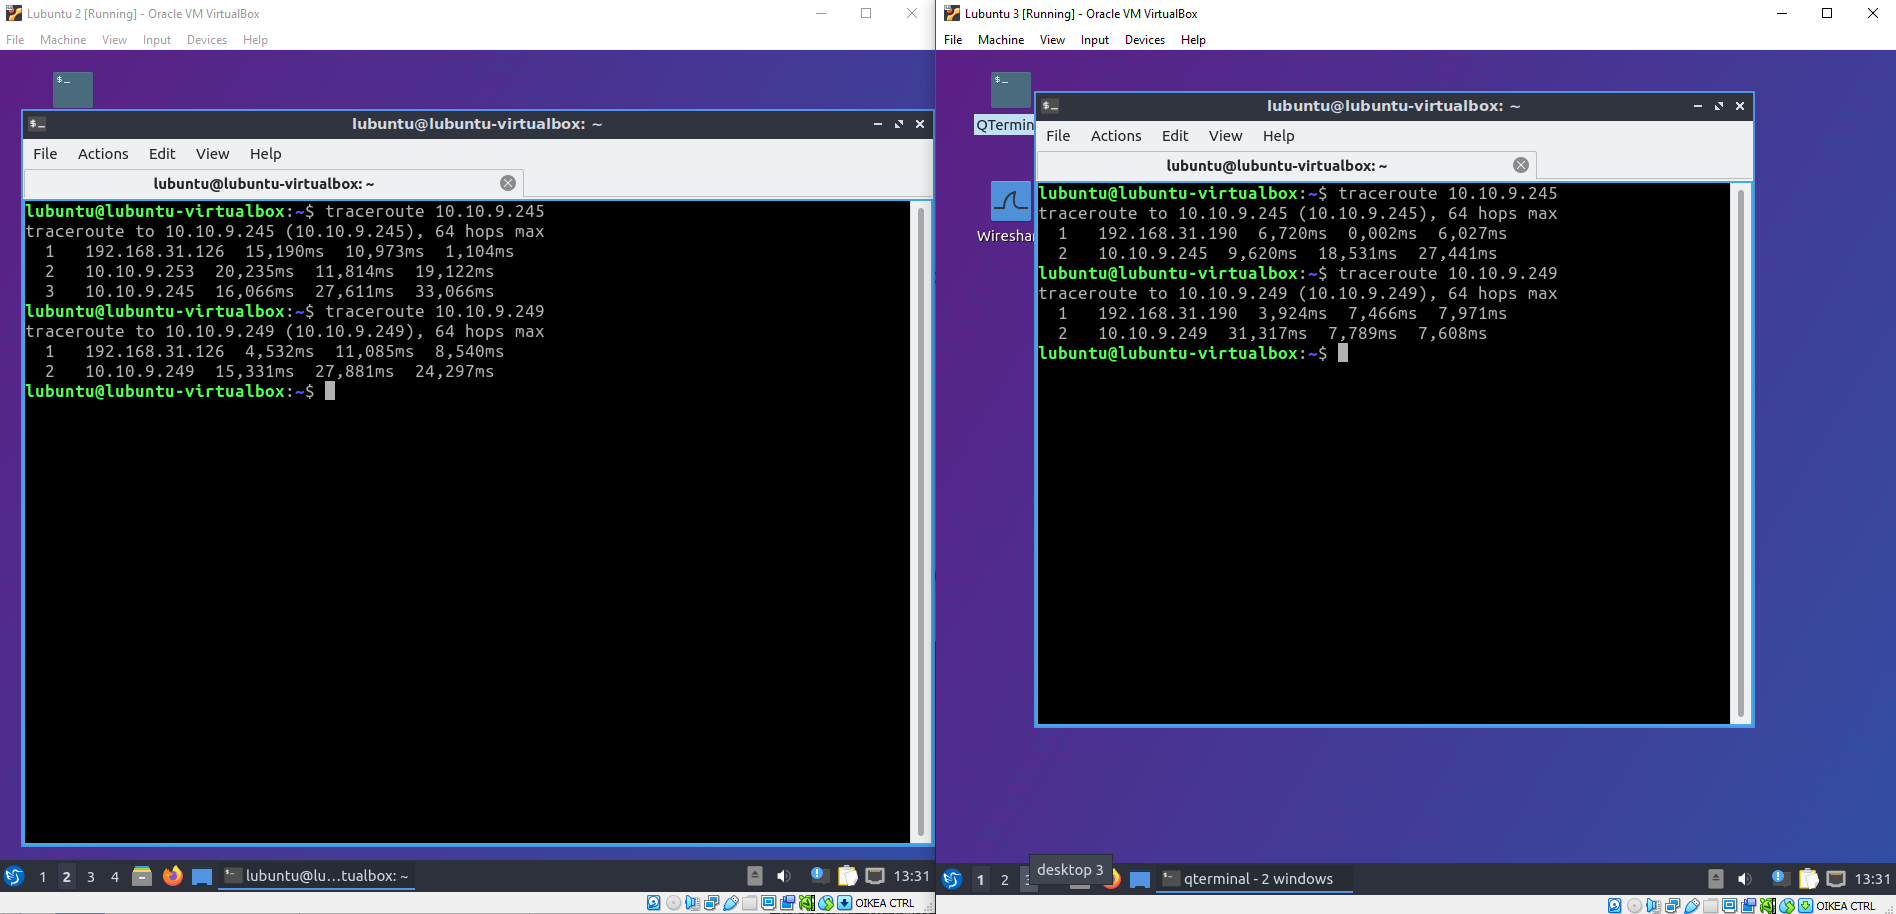 Lubuntu 2 [Running] - Oracle VM VirtualBox
File Machine View Input Devices Help
$_
lubuntu@lubuntu-virtualbox: ~
File Actions Edit View Help
lubuntu@lubuntu-virtualbox: ~
lubuntu@lubuntu-virtualbox:~$ traceroute 10.10.9.245
traceroute to 10.10.9.245 (10.10.9.245), 64 hops max
1 192.168.31.126 15,190ms 10,973ms 1,104ms
2 10.10.9.253 20,235ms 11,814ms 19,122ms
3 10.10.9.245 16,066ms 27,611ms 33,066ms
lubuntu@lubuntu-virtualbox:~$ traceroute 10.10.9.249
traceroute to 10.10.9.249 (10.10.9.249), 64 hops max
1 192.168.31.126 4,532ms 11,085ms 8,540ms
2 10.10.9.249 15,331ms 27,881ms 24,297ms
lubuntu@lubuntu-virtualbox:~$
1 2 3 4 lubuntu@lu...tualbox: ~ 13:31
OIKEA CTRL
Lubuntu 3 [Running] - Oracle VM VirtualBox
File Machine View Input Devices Help
$_
QTermin
Wiresha
lubuntu@lubuntu-virtualbox: ~
File Actions Edit View Help
lubuntu@lubuntu-virtualbox: ~
lubuntu@lubuntu-virtualbox:~$ traceroute 10.10.9.245
traceroute to 10.10.9.245 (10.10.9.245), 64 hops max
1 192.168.31.190 6,720ms 0,002ms 6,027ms
2 10.10.9.245 9,620ms 18,531ms 27,441ms
lubuntu@lubuntu-virtualbox:~$ traceroute 10.10.9.249
traceroute to 10.10.9.249 (10.10.9.249), 64 hops max
1 192.168.31.190 3,924ms 7,466ms 7,971ms
2 10.10.9.249 31,317ms 7,789ms 7,608ms
lubuntu@lubuntu-virtualbox:~$
desktop 3
1 2 3 qterminal - 2 windows 13:31
OIKEA CTRL